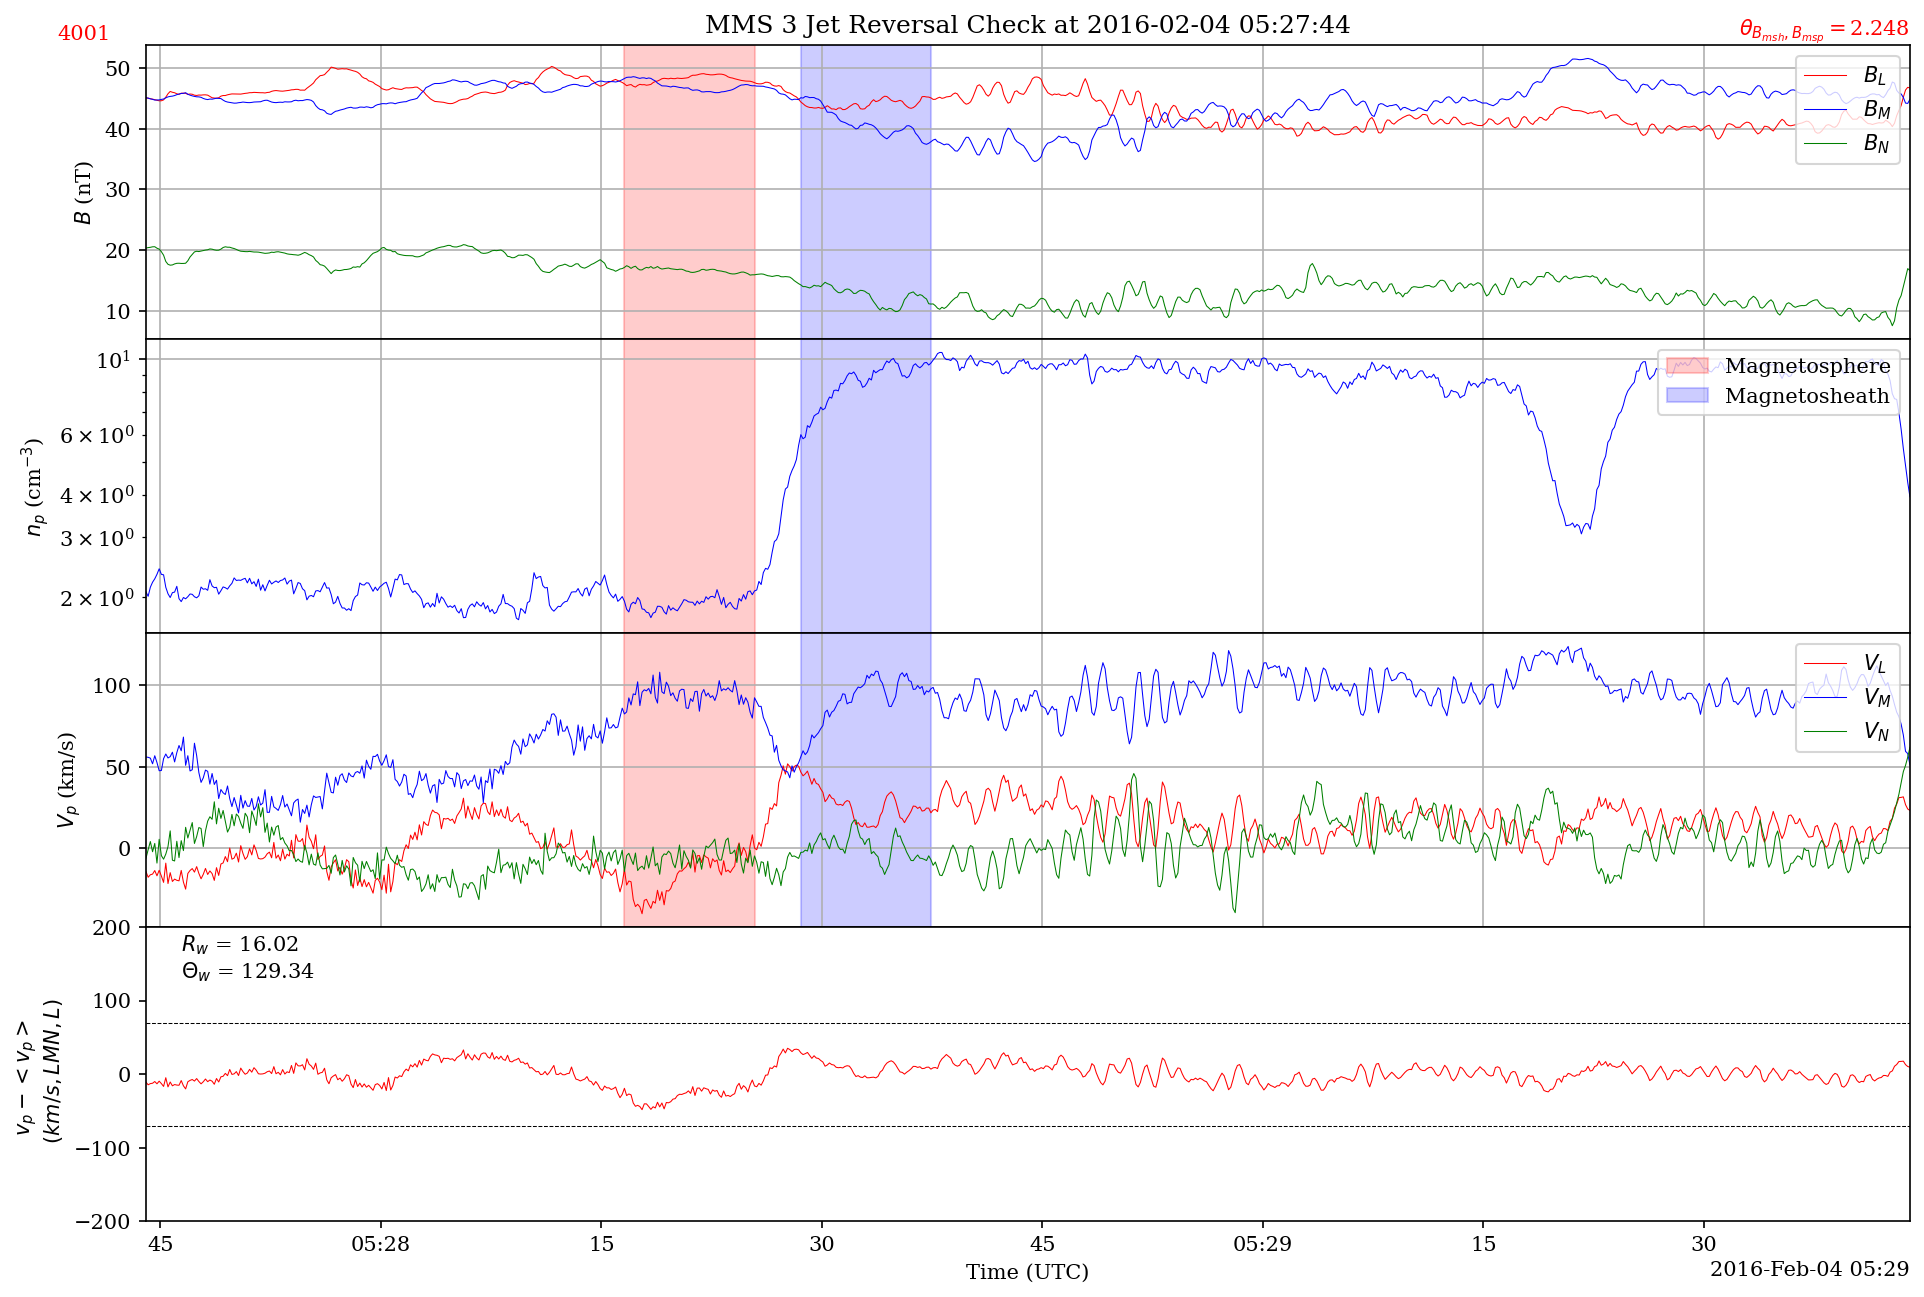 MMS 3 Jet Reversal Check at 2016-02-04 05:27:44
4001
θ_{B_{msh}, B_{msp}} = 2.248
B (nT)
50
40
30
20
10
B_L
B_M
B_N
n_p (cm^{-3})
10^1
6 × 10^0
4 × 10^0
3 × 10^0
2 × 10^0
Magnetosphere
Magnetosheath
V_p (km/s)
100
50
0
V_L
V_M
V_N
v_p − < v_p >
(km/s, LMN, L)
200
100
0
−100
−200
R_w = 16.02
Θ_w = 129.34
45 05:28 15 30 45 05:29 15 30
Time (UTC)
2016-Feb-04 05:29